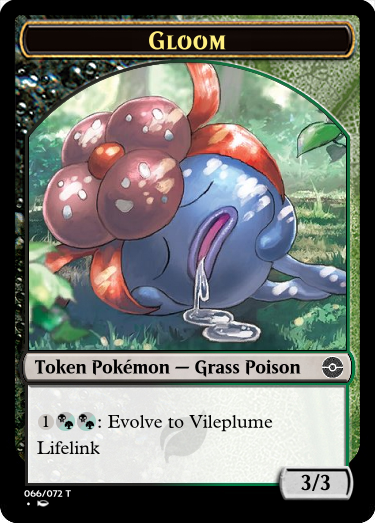 Gloom
Token Pokémon — Grass Poison
1: Evolve to Vileplume
Lifelink
3/3
066/072 T